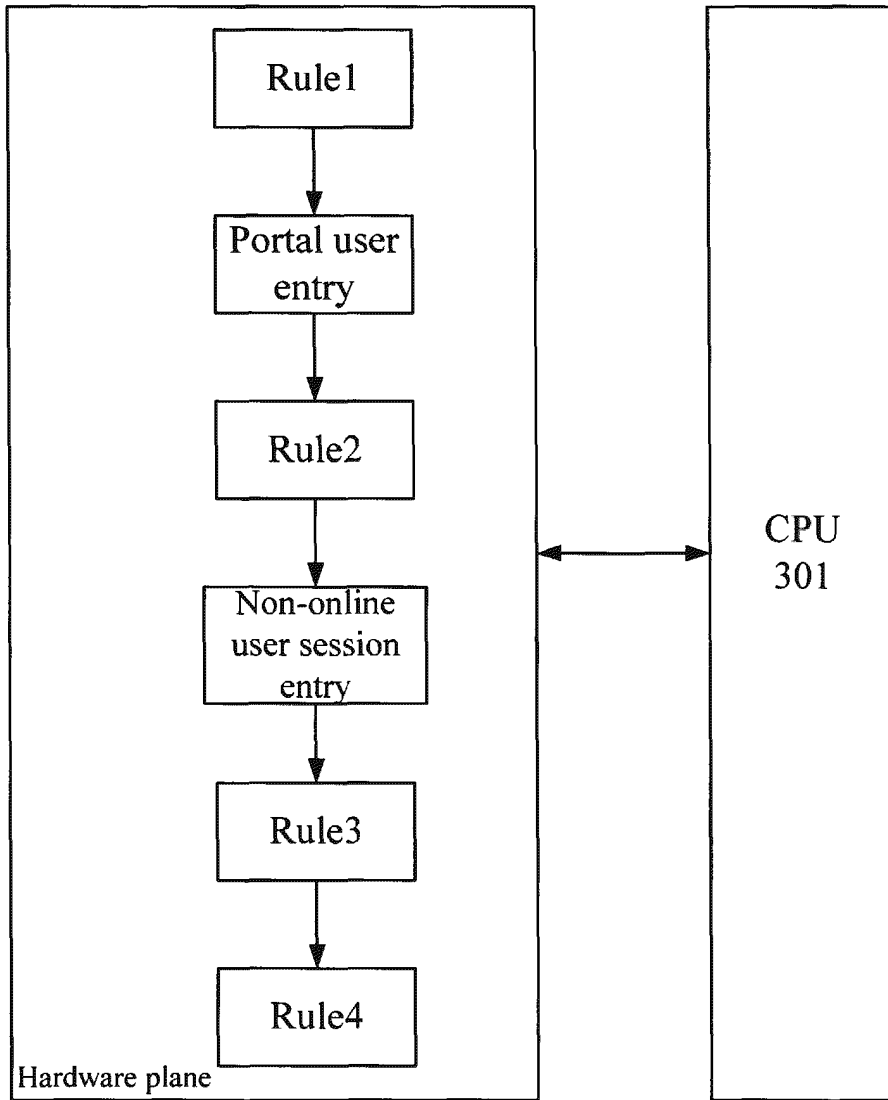 Rule1
Portal user
entry
Rule2
Non-online
user session
entry
Rule3
Rule4
Hardware plane
CPU
301